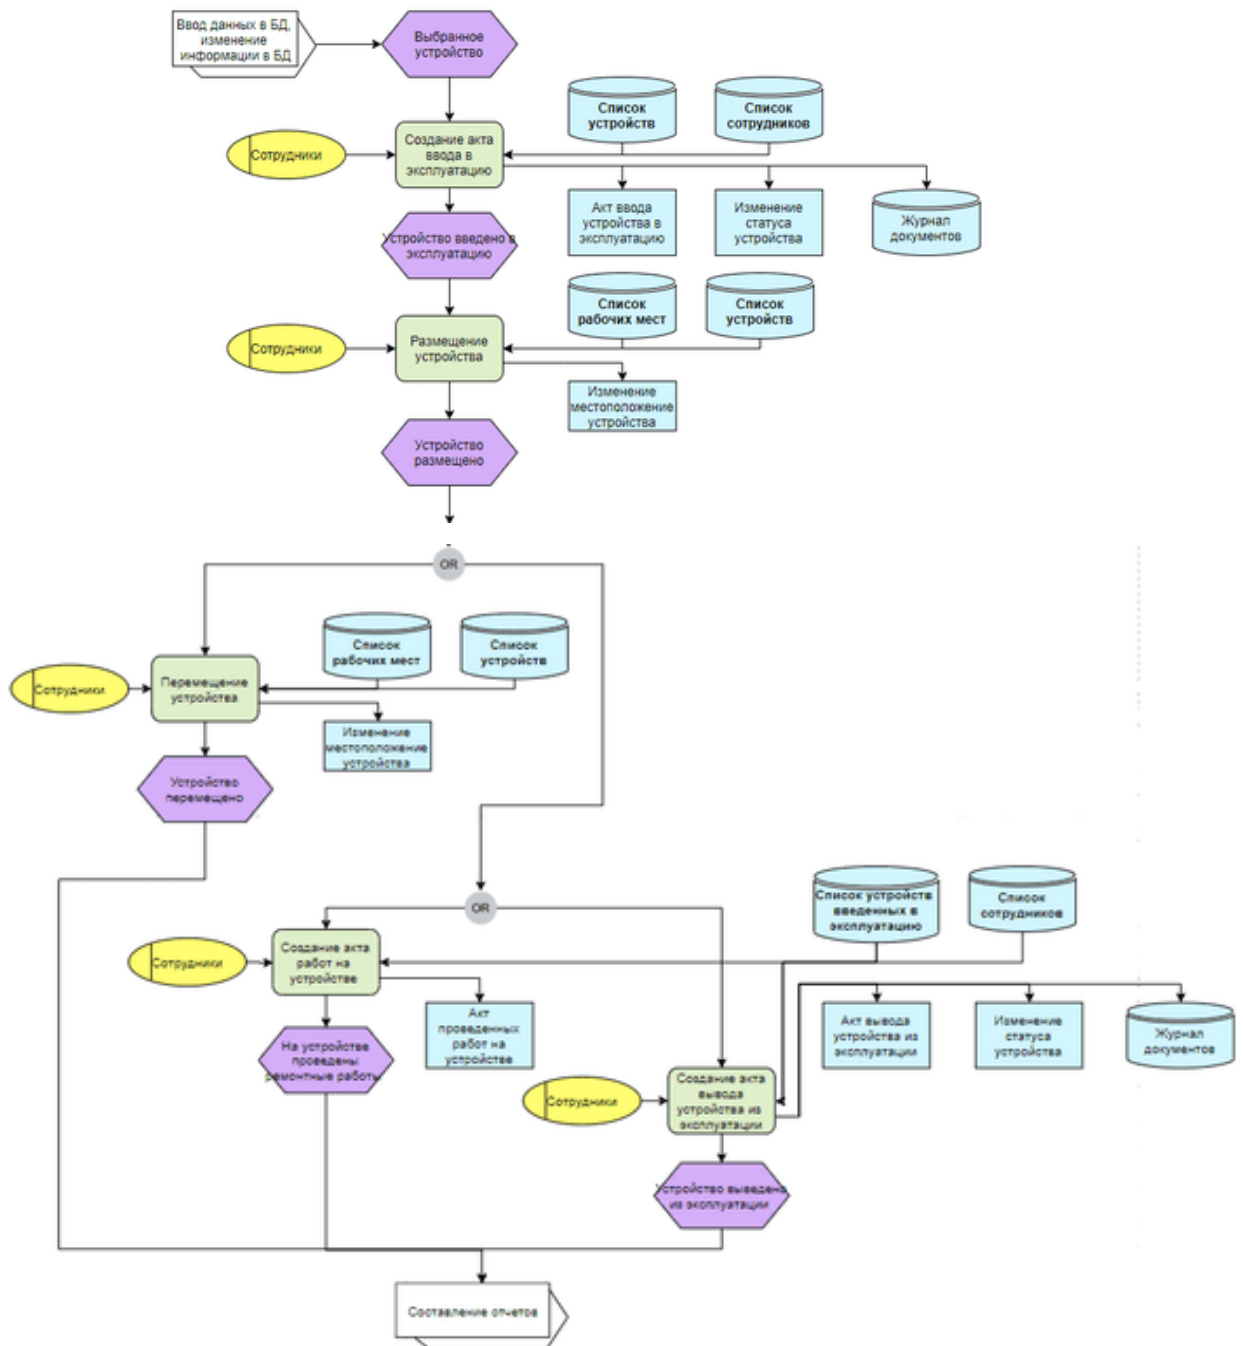 Ввод данных в БД,
изменение
информации в БД
Выбранное
устройство
Список
устройств
Список
сотрудников
Сотрудники
Создание акта
ввода в
эксплуатацию
Акт ввода
устройства в
эксплуатацию
Изменение
статуса
устройства
Журнал
документов
Устройство введено в
эксплуатацию
Список
рабочих мест
Список
устройств
Сотрудники
Размещение
устройства
Изменение
местоположение
устройства
Устройство
размещено
OR
Список
рабочих мест
Список
устройств
Сотрудники
Перемещение
устройства
Изменение
местоположение
устройства
Устройство
перемещено
OR
Список устройств
введенных в
эксплуатацию
Список
сотрудников
Сотрудники
Создание акта
работ на
устройстве
Акт
проведенных
работ на
устройстве
Акт вывода
устройства из
эксплуатации
Изменение
статуса
устройства
Журнал
документов
На устройстве
проведены
ремонтные работы
Сотрудники
Создание акта
вывода
устройства из
эксплуатации
Устройство выведено
из эксплуатации
Составление отчетов